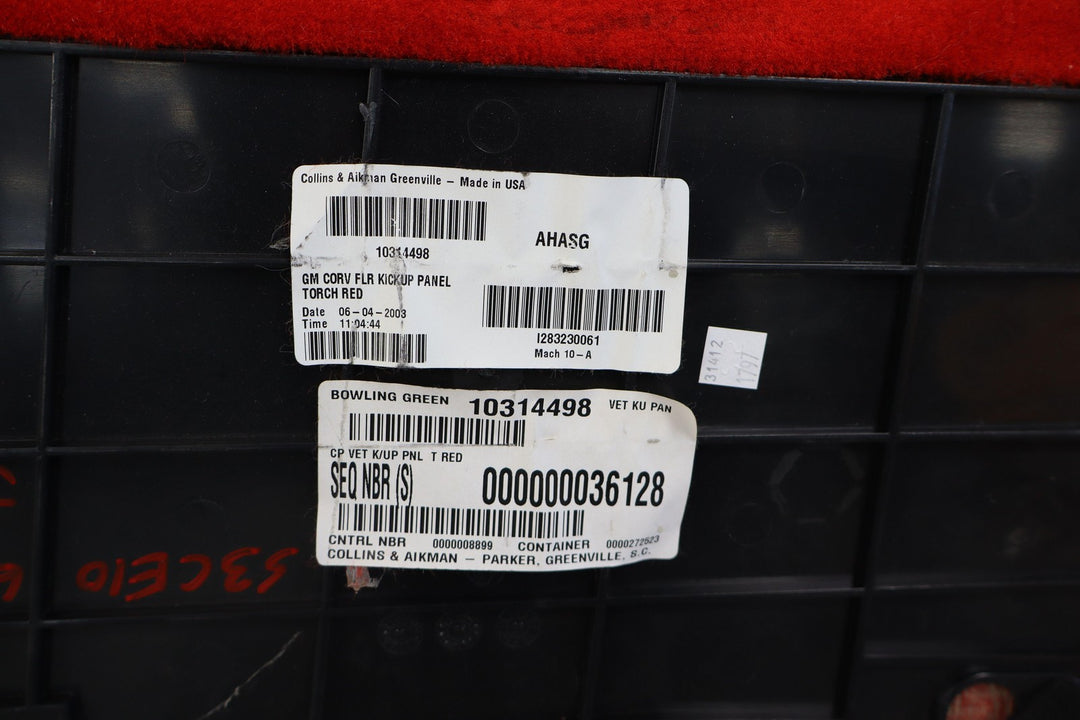 Collins & Aikman Greenville – Made in USA
10314498
AHASG
GM CORV FLR KICKUP PANEL
TORCH RED
Date 06-04-2003
Time 11:04:44
I283230061
Mach 10-A
31412
1797
BOWLING GREEN 10314498 VET KU PAN
CP VET K/UP PNL T RED
SEQ NBR (S) 000000036128
CNTRL NBR 0000008899 CONTAINER 0000272523
COLLINS & AIKMAN – PARKER, GREENVILLE, S.C.